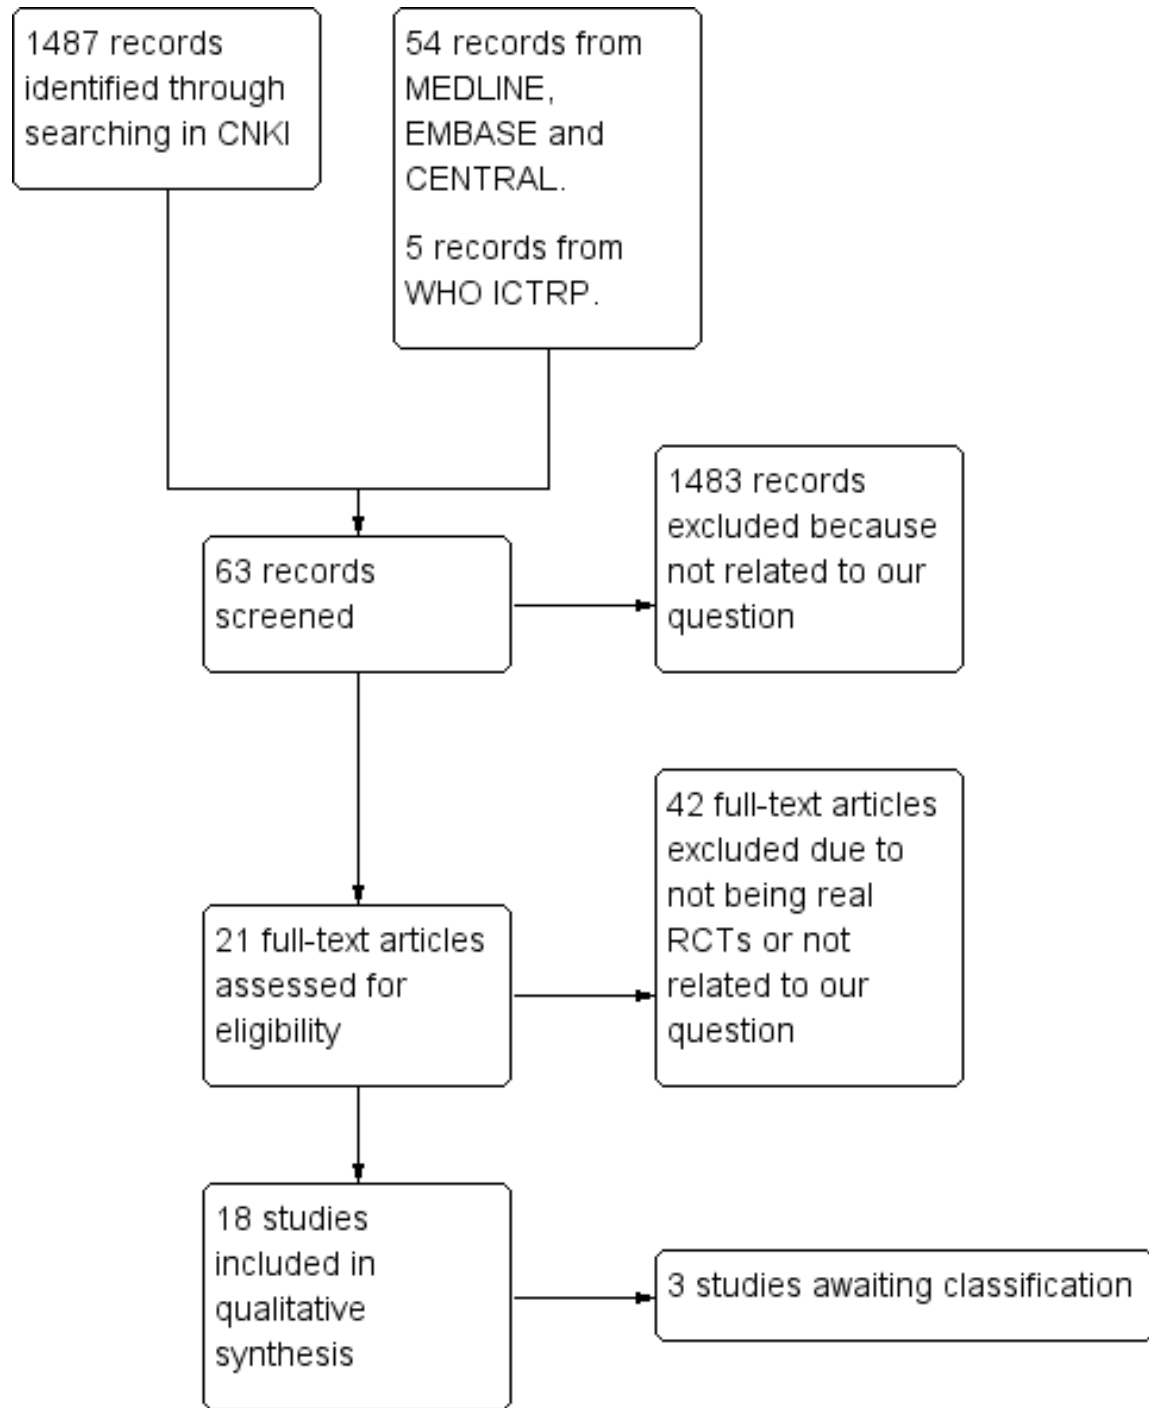 1487 records
identified through
searching in CNKI
54 records from
MEDLINE,
EMBASE and
CENTRAL.
5 records from
WHO ICTRP.
63 records
screened
1483 records
excluded because
not related to our
question
21 full-text articles
assessed for
eligibility
42 full-text articles
excluded due to
not being real
RCTs or not
related to our
question
18 studies
included in
qualitative
synthesis
3 studies awaiting classification